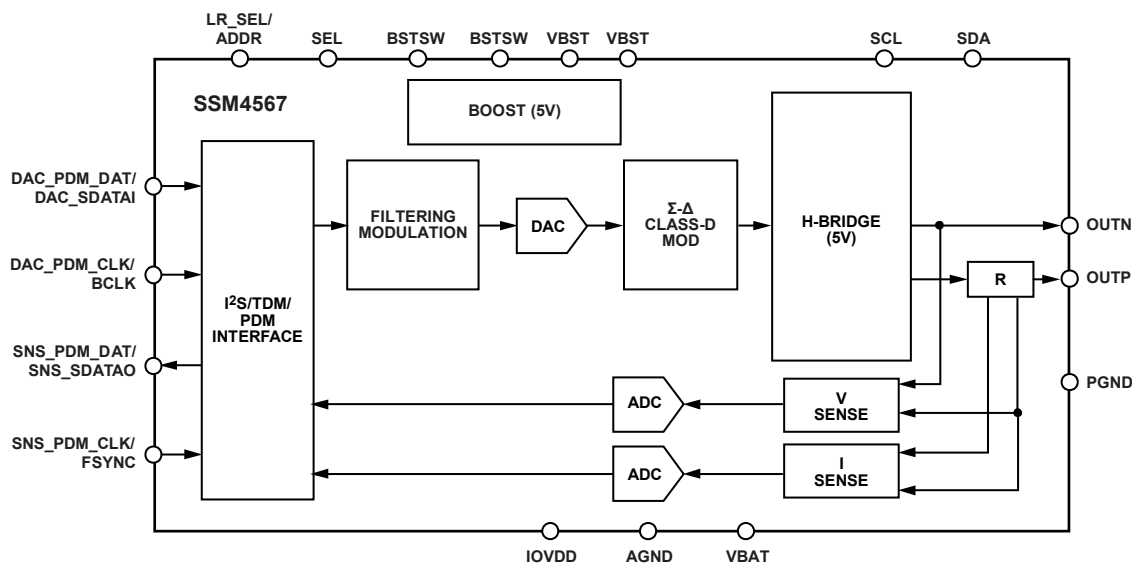 LR_SEL/
ADDR
SEL
BSTSW
BSTSW
VBST
VBST
SCL
SDA
SSM4567
BOOST (5V)
DAC_PDM_DAT/
DAC_SDATAI
FILTERING
MODULATION
DAC
Σ-Δ
CLASS-D
MOD
H-BRIDGE
(5V)
OUTN
DAC_PDM_CLK/
BCLK
R
OUTP
I²S/TDM/
PDM
INTERFACE
SNS_PDM_DAT/
SNS_SDATAO
PGND
ADC
V
SENSE
SNS_PDM_CLK/
FSYNC
ADC
I
SENSE
IOVDD
AGND
VBAT